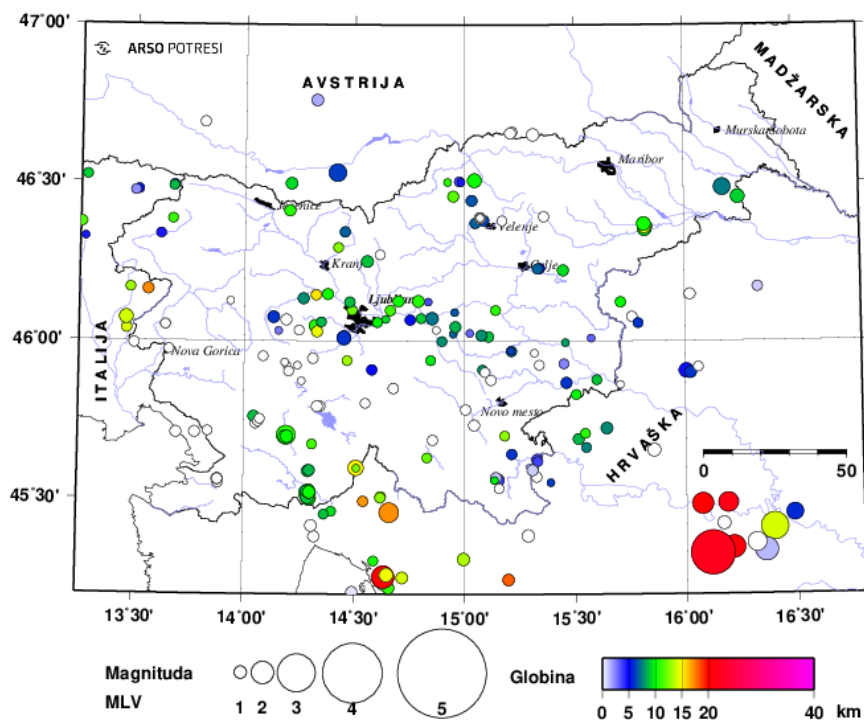 47°00'
ARSO POTRESI
AVSTRIJA
MADŽARSKA
Murska Sobota
Maribor
46°30'
Jesenice
Velenje
Kranj
Celje
Ljubljana
46°00'
Nova Gorica
ITALIJA
Novo mesto
HRVAŠKA
0 50
45°30'
13°30' 14°00' 14°30' 15°00' 15°30' 16°00' 16°30'
Magnituda
MLV
1 2 3 4 5
Globina
0 5 10 15 20 40 km